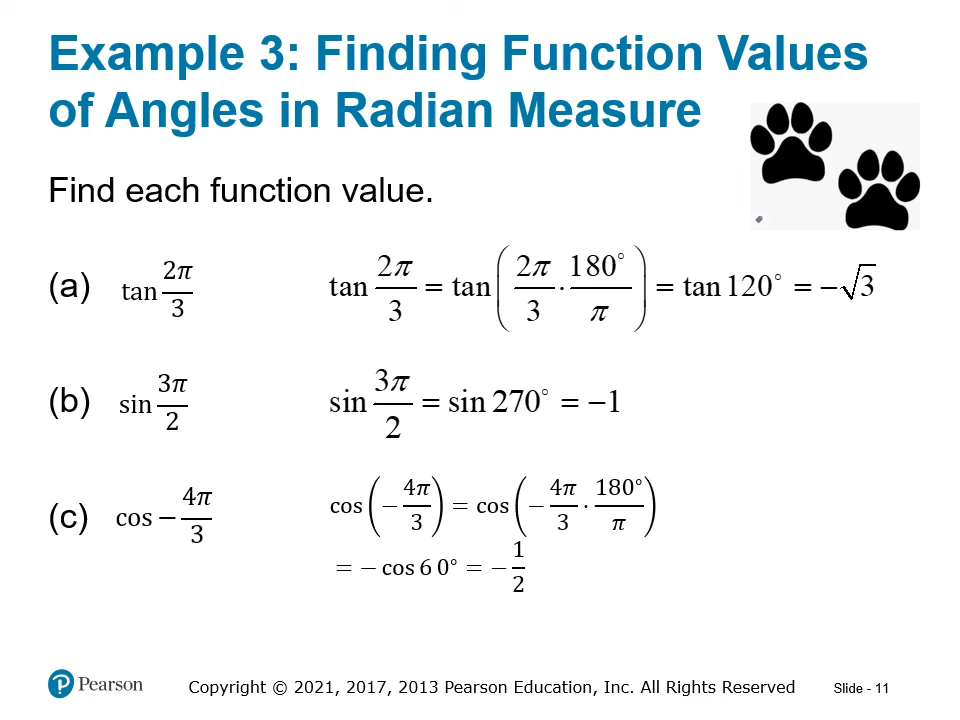 Example 3: Finding Function Values
of Angles in Radian Measure
Find each function value.
(a) tan 2π/3 tan 2π/3 = tan(2π/3 · 180°/π) = tan 120° = −√3
(b) sin 3π/2 sin 3π/2 = sin 270° = −1
(c) cos − 4π/3 cos(− 4π/3) = cos(− 4π/3 · 180°/π)
= − cos 6 0° = − 1/2
Pearson Copyright © 2021, 2017, 2013 Pearson Education, Inc. All Rights Reserved Slide - 11